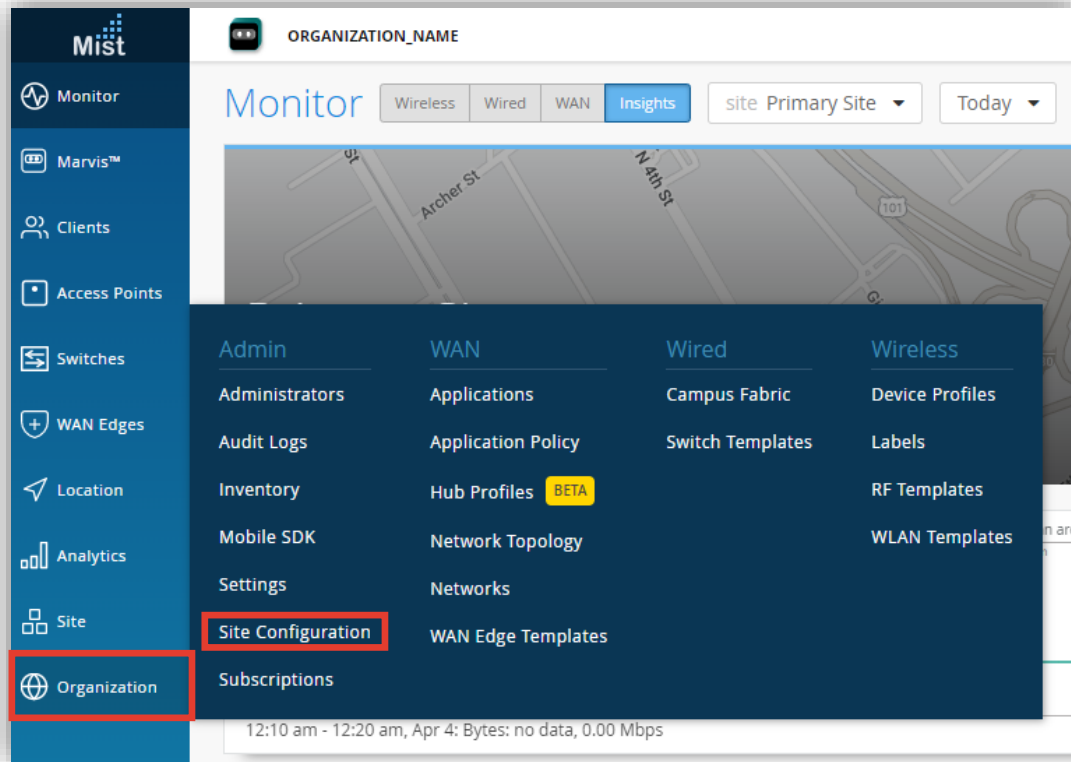 Mist
ORGANIZATION_NAME
Monitor
Marvis™
Clients
Access Points
Switches
WAN Edges
Location
Analytics
Site
Organization
Monitor Wireless Wired WAN Insights site Primary Site Today
St
Archer St
N 4th St
101
Admin
Administrators
Audit Logs
Inventory
Mobile SDK
Settings
Site Configuration
Subscriptions
WAN
Applications
Application Policy
Hub Profiles BETA
Network Topology
Networks
WAN Edge Templates
Wired
Campus Fabric
Switch Templates
Wireless
Device Profiles
Labels
RF Templates
WLAN Templates
12:10 am - 12:20 am, Apr 4: Bytes: no data, 0.00 Mbps